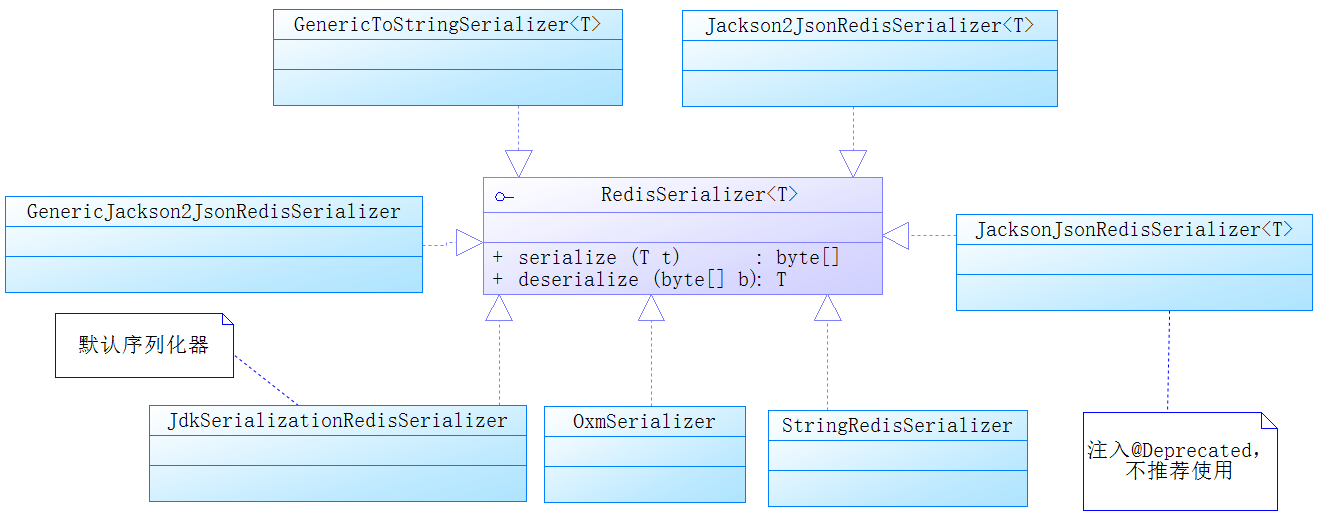 GenericToStringSerializer<T>
Jackson2JsonRedisSerializer<T>
RedisSerializer<T>
+ serialize (T t) : byte[]
+ deserialize (byte[] b): T
GenericJackson2JsonRedisSerializer
JacksonJsonRedisSerializer<T>
默认序列化器
JdkSerializationRedisSerializer
OxmSerializer
StringRedisSerializer
注入@Deprecated,
不推荐使用